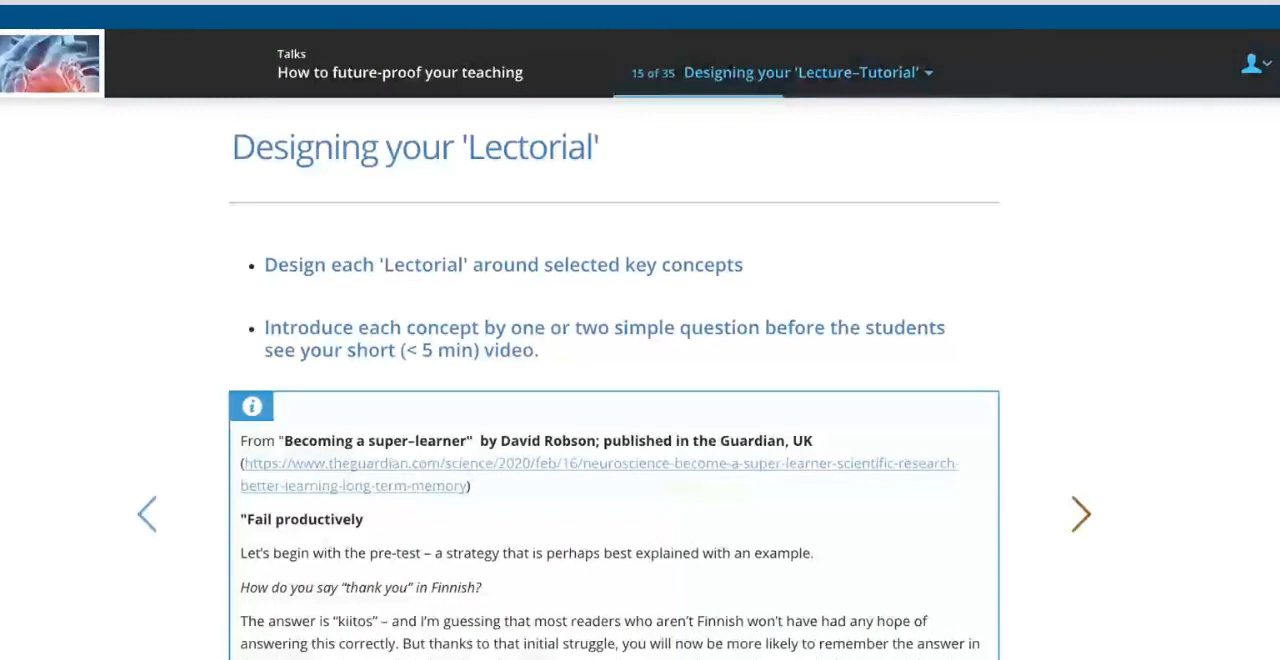 Talks
How to future-proof your teaching
15 of 35 Designing your 'Lecture–Tutorial'
Designing your 'Lectorial'
• Design each 'Lectorial' around selected key concepts
• Introduce each concept by one or two simple question before the students
see your short (< 5 min) video.
From "Becoming a super–learner" by David Robson; published in the Guardian, UK
(https://www.theguardian.com/science/2020/feb/16/neuroscience-become-a-super-learner-scientific-research-
better-learning-long-term-memory)
"Fail productively
Let's begin with the pre-test – a strategy that is perhaps best explained with an example.
How do you say "thank you" in Finnish?
The answer is "kiitos" – and I'm guessing that most readers who aren't Finnish won't have had any hope of
answering this correctly. But thanks to that initial struggle, you will now be more likely to remember the answer in